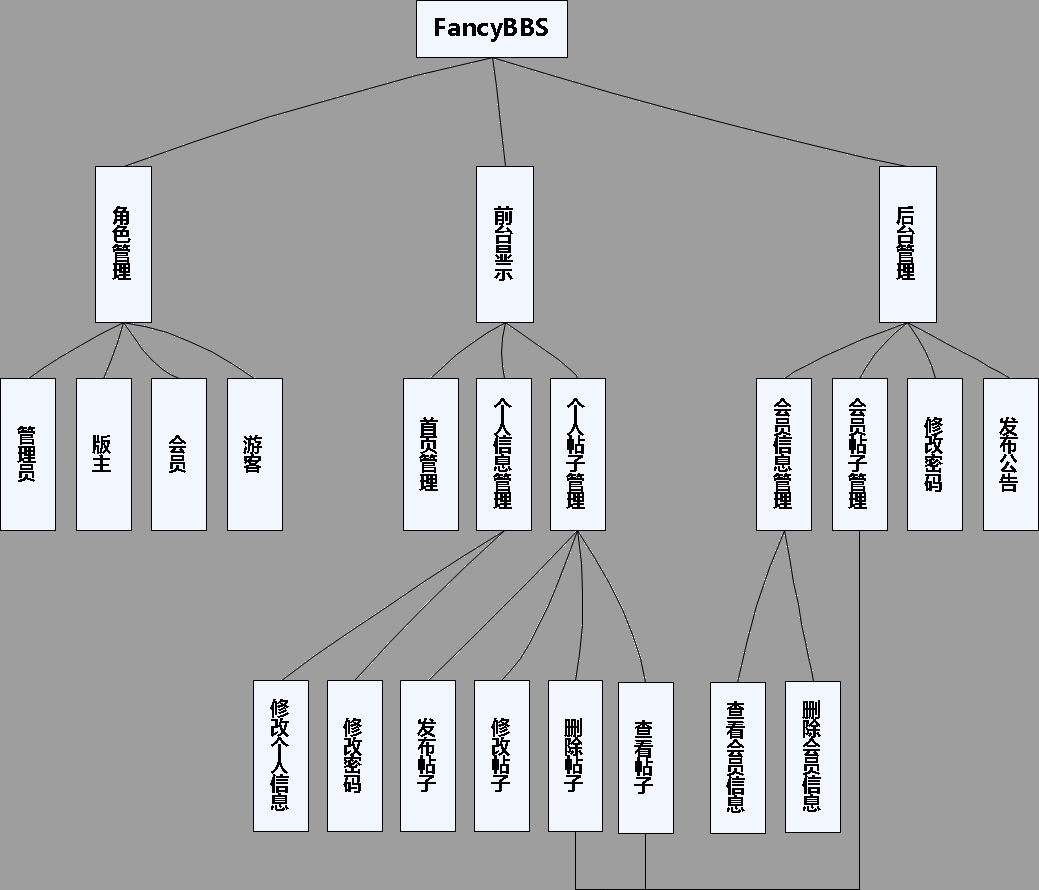 FancyBBS
角色管理
前台显示
后台管理
管理员
版主
会员
游客
首页管理
个人信息管理
个人帖子管理
会员信息管理
会员帖子管理
修改密码
发布公告
修改个人信息
修改密码
发布帖子
修改帖子
删除帖子
查看帖子
查看会员信息
删除会员信息